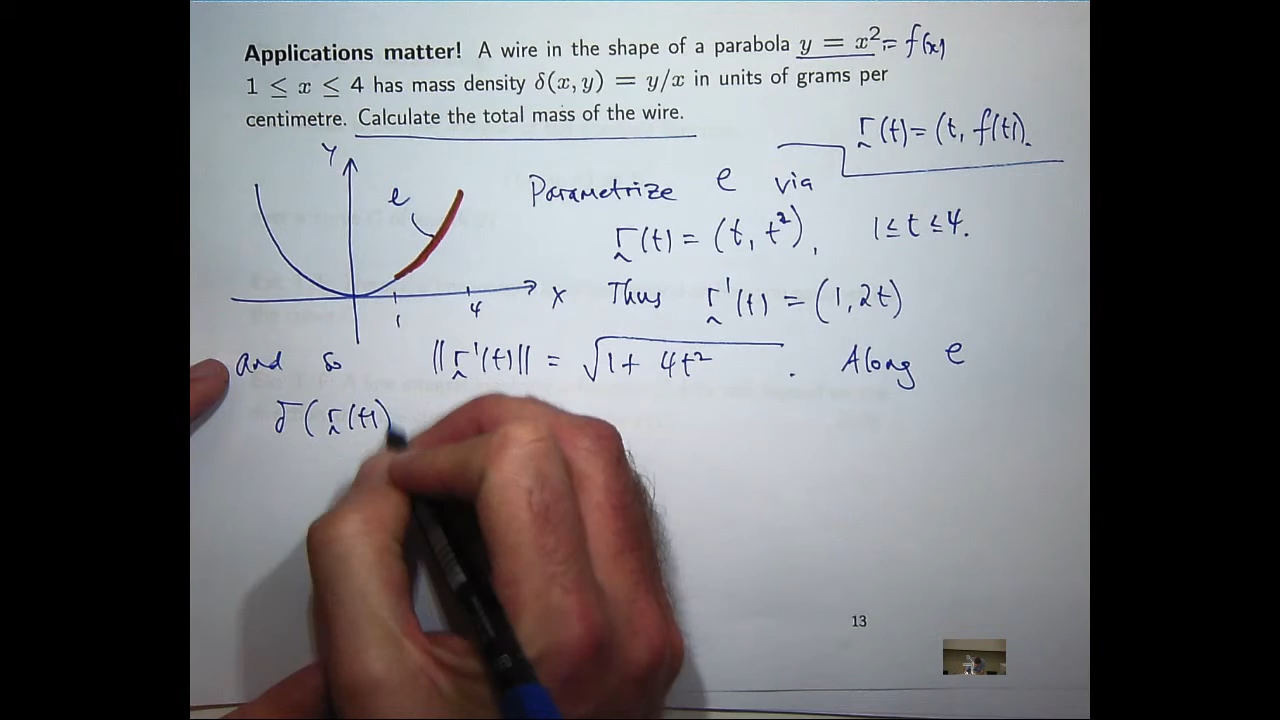 Applications matter! A wire in the shape of a parabola y = x² = f(x)
1 ≤ x ≤ 4 has mass density δ(x, y) = y/x in units of grams per
centimetre. Calculate the total mass of the wire.
r(t) = (t, f(t)).
Y
Parametrize C via
C
r(t) = (t, t²), 1 ≤ t ≤ 4.
X
Thus r'(t) = (1, 2t)
1 4
and so ||r'(t)|| = √1 + 4t² . Along C
δ(r(t)
13